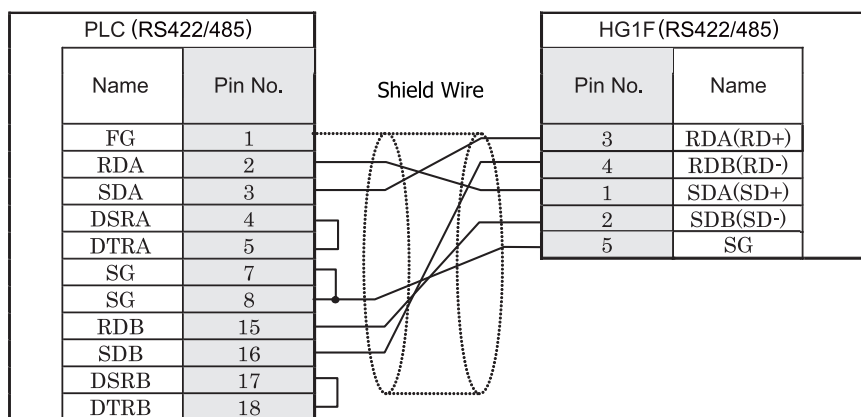 PLC (RS422/485)
Name Pin No.
FG 1
RDA 2
SDA 3
DSRA 4
DTRA 5
SG 7
SG 8
RDB 15
SDB 16
DSRB 17
DTRB 18
Shield Wire
HG1F(RS422/485)
Pin No. Name
3 RDA(RD+)
4 RDB(RD-)
1 SDA(SD+)
2 SDB(SD-)
5 SG